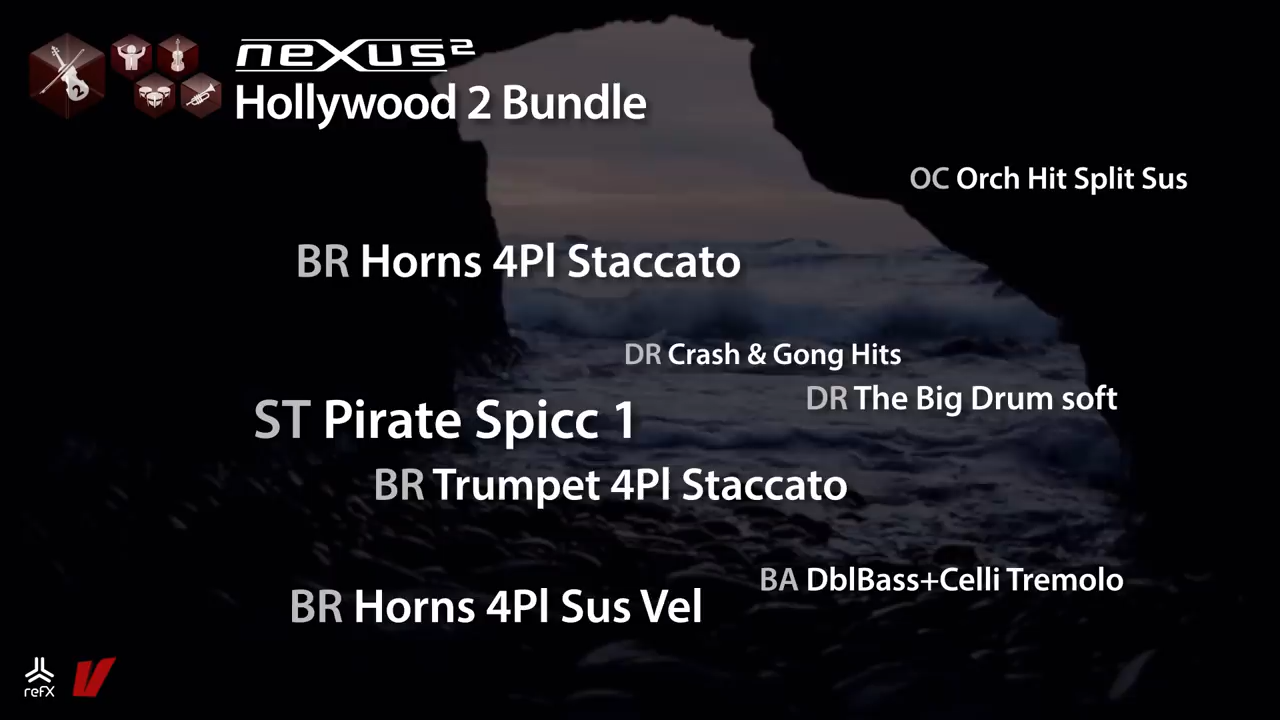 nexus²
Hollywood 2 Bundle
OC Orch Hit Split Sus
BR Horns 4Pl Staccato
DR Crash & Gong Hits
DR The Big Drum soft
ST Pirate Spicc 1
BR Trumpet 4Pl Staccato
BA DblBass+Celli Tremolo
BR Horns 4Pl Sus Vel
2
reFX
V